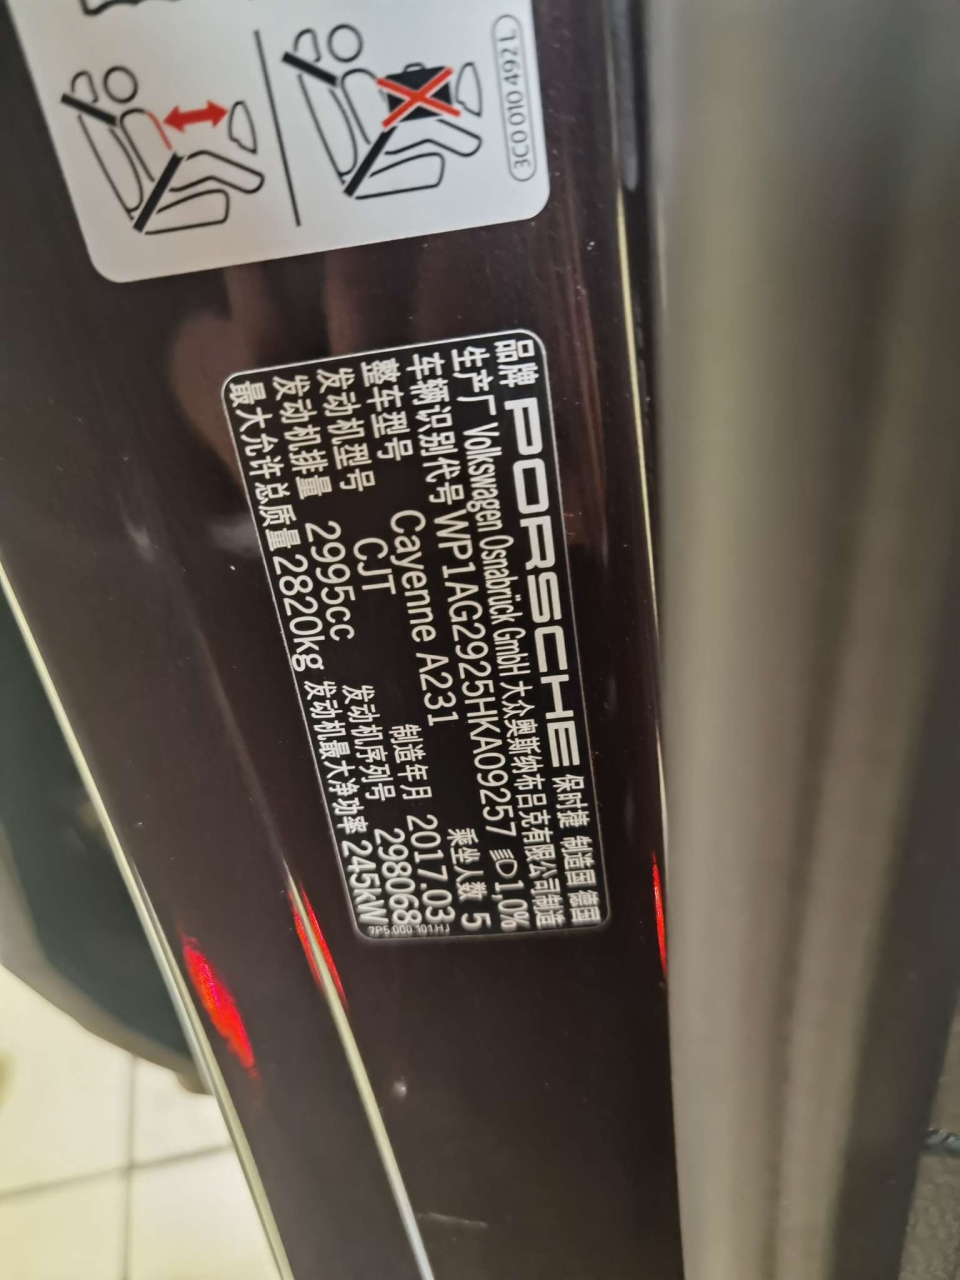 3C0 010 492 L
品牌 PORSCHE 保时捷 制造国 德国
生产厂 Volkswagen Osnabrück GmbH 大众奥斯纳布吕克有限公司制造
车辆识别代号 WP1AG2925HKA09257 1,0%
整车型号 Cayenne A231 乘坐人数 5
发动机型号 CJT 制造年月 2017.03
发动机排量 2995cc 发动机序列号 298068
最大允许总质量 2820kg 发动机最大净功率 245kW
7P5.000.101.HJ